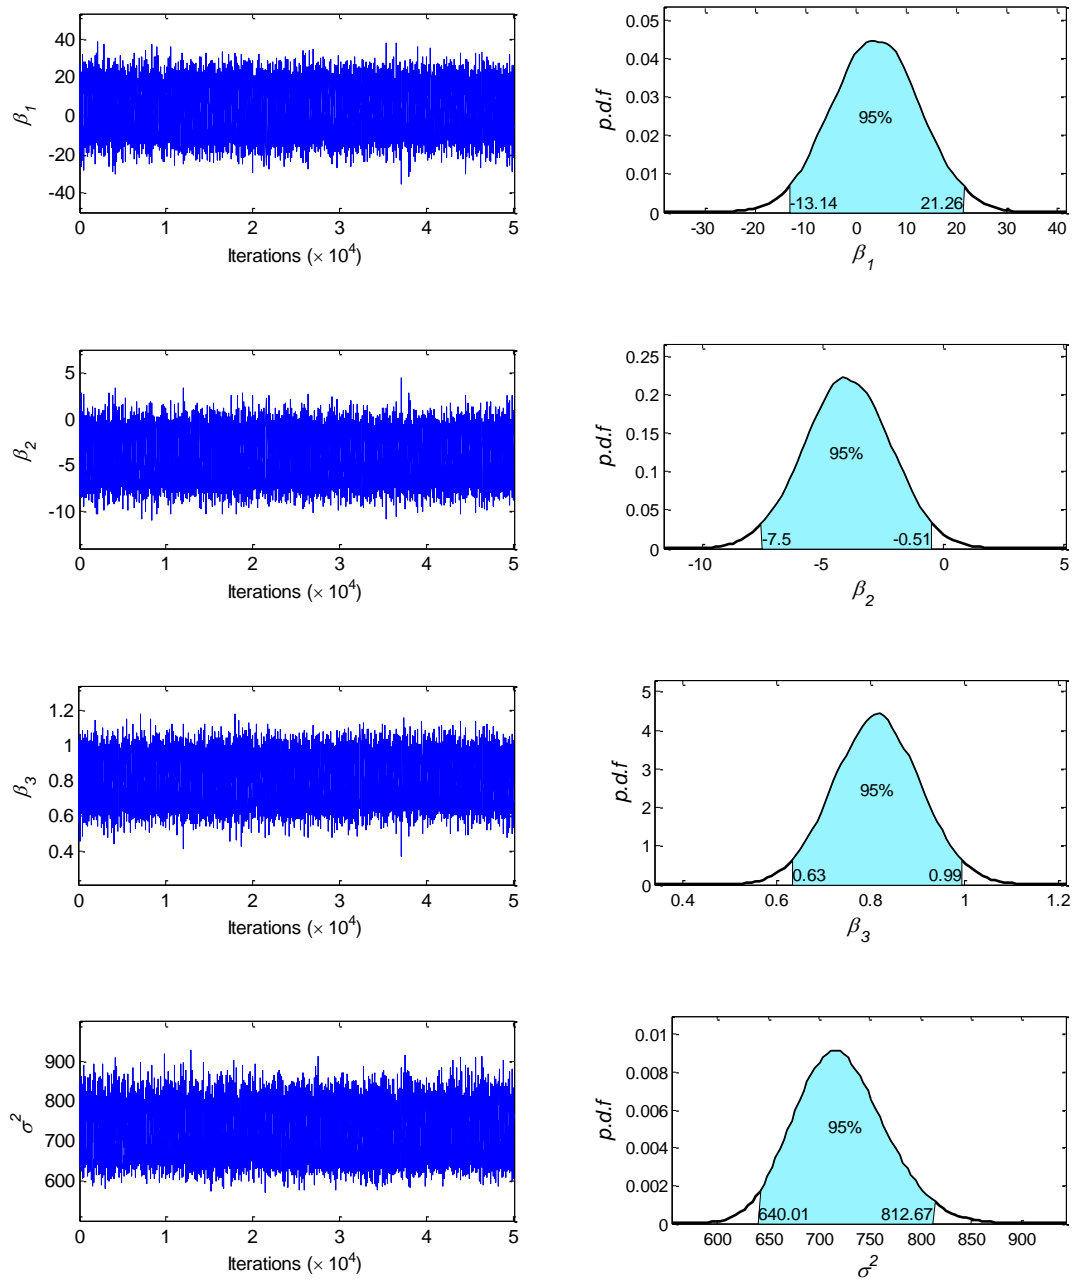 40
20
0
-20
-40
β1
0 1 2 3 4 5
Iterations (× 10^4)
0.05
0.04
0.03
0.02
0.01
0
p.d.f
95%
-13.14 21.26
-30 -20 -10 0 10 20 30 40
β1
5
0
-5
-10
β2
0 1 2 3 4 5
Iterations (× 10^4)
0.25
0.2
0.15
0.1
0.05
0
p.d.f
95%
-7.5 -0.51
-10 -5 0 5
β2
1.2
1
0.8
0.6
0.4
β3
0 1 2 3 4 5
Iterations (× 10^4)
5
4
3
2
1
0
p.d.f
95%
0.63 0.99
0.4 0.6 0.8 1 1.2
β3
900
800
700
600
σ^2
0 1 2 3 4 5
Iterations (× 10^4)
0.01
0.008
0.006
0.004
0.002
0
p.d.f
95%
640.01 812.67
600 650 700 750 800 850 900
σ^2